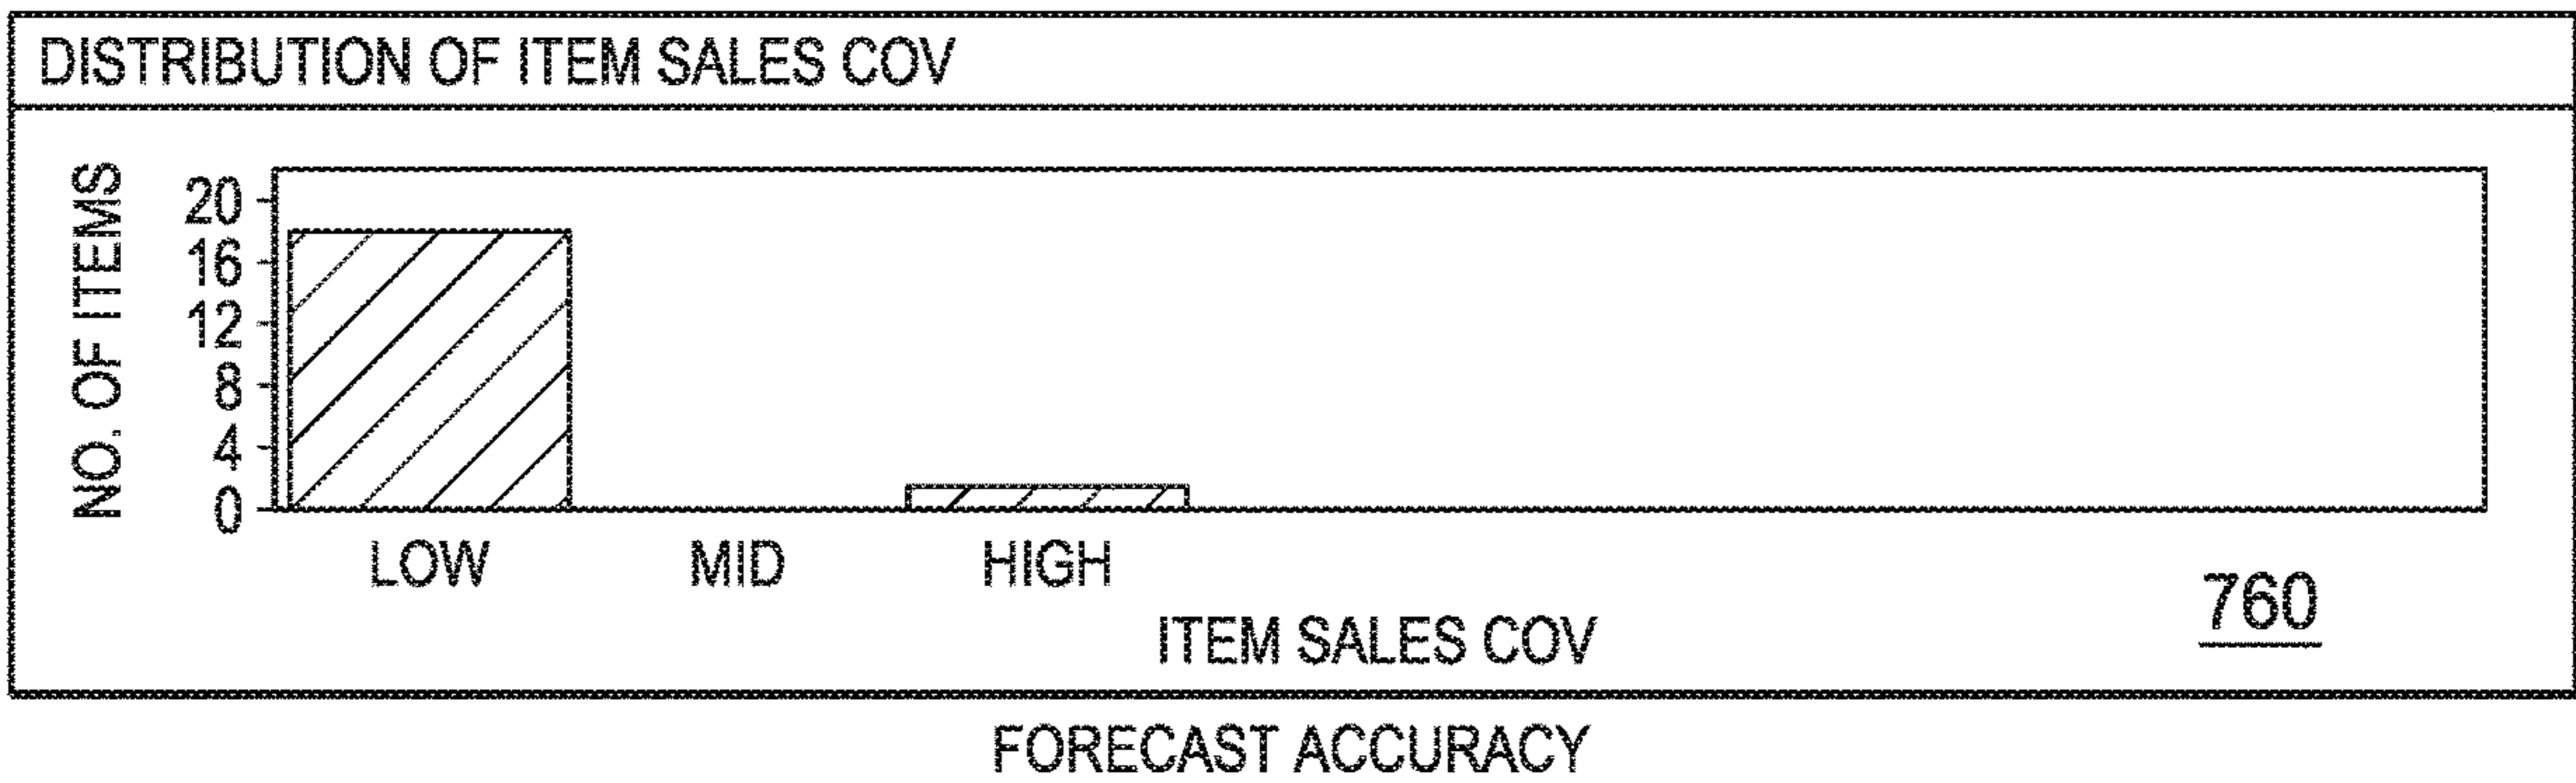 DISTRIBUTION OF ITEM SALES COV
NO. OF ITEMS
20
16
12
8
4
0
LOW MID HIGH
ITEM SALES COV
760
FORECAST ACCURACY